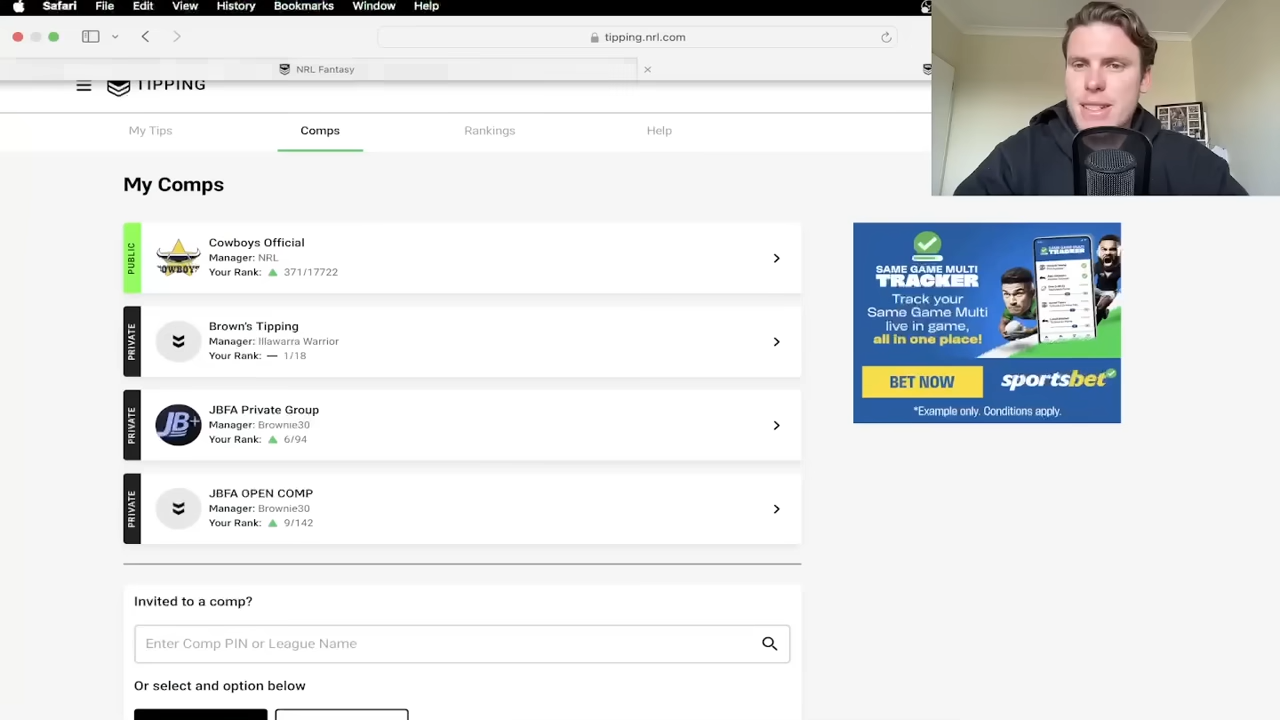 Safari File Edit View History Bookmarks Window Help
tipping.nrl.com
NRL Fantasy
TIPPING
My Tips Comps Rankings Help
My Comps
PUBLIC
Cowboys Official
Manager: NRL
Your Rank: 371/17722
COWBOYS
PRIVATE
Brown's Tipping
Manager: Illawarra Warrior
Your Rank: 1/18
PRIVATE
JB+
JBFA Private Group
Manager: Brownie30
Your Rank: 6/94
PRIVATE
JBFA OPEN COMP
Manager: Brownie30
Your Rank: 9/142
Invited to a comp?
Enter Comp PIN or League Name
Or select and option below
SAME GAME MULTI
TRACKER
Track your
Same Game Multi
live in game,
all in one place!
BET NOW
sportsbet
*Example only. Conditions apply.